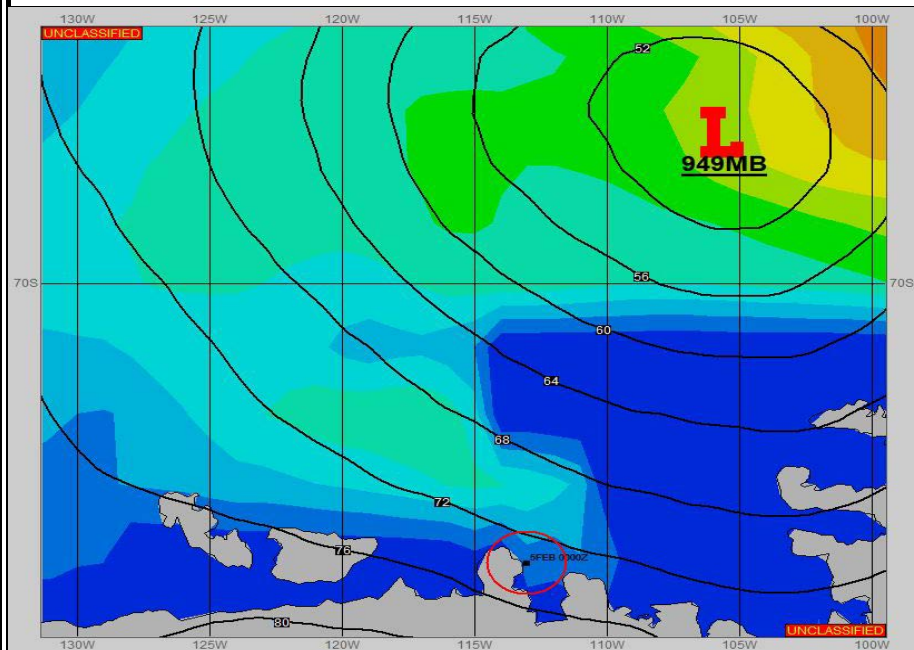 130W 125W 120W 115W 110W 105W 100W
UNCLASSIFIED
52
L
949MB
70S 70S
56
60
64
68
72
76
5FEB 0000Z
80
UNCLASSIFIED
130W 125W 120W 115W 110W 105W 100W